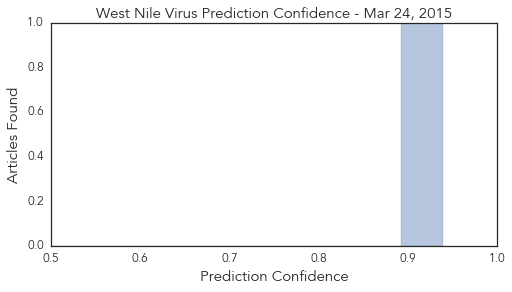 West Nile Virus Prediction Confidence - Mar 24, 2015
1.0
0.8
0.6
0.4
0.2
0.0
Articles Found
0.5 0.6 0.7 0.8 0.9 1.0
Prediction Confidence